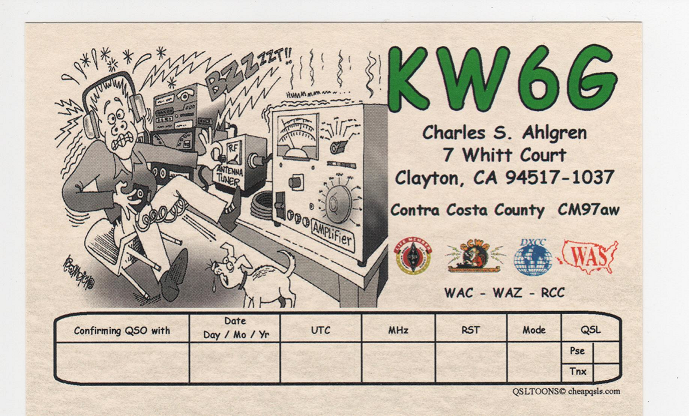 BZZZZT!!
Hummmm...
RF
ANTENNA
TUNER
AMPLIFIER
KW6G
Charles S. Ahlgren
7 Whitt Court
Clayton, CA 94517-1037
Contra Costa County CM97aw
DXCC
WAS
WAC - WAZ - RCC
Confirming QSO with
Date
Day / Mo / Yr
UTC
MHz
RST
Mode
QSL
Pse
Tnx
QSLTOONS© cheapqsls.com